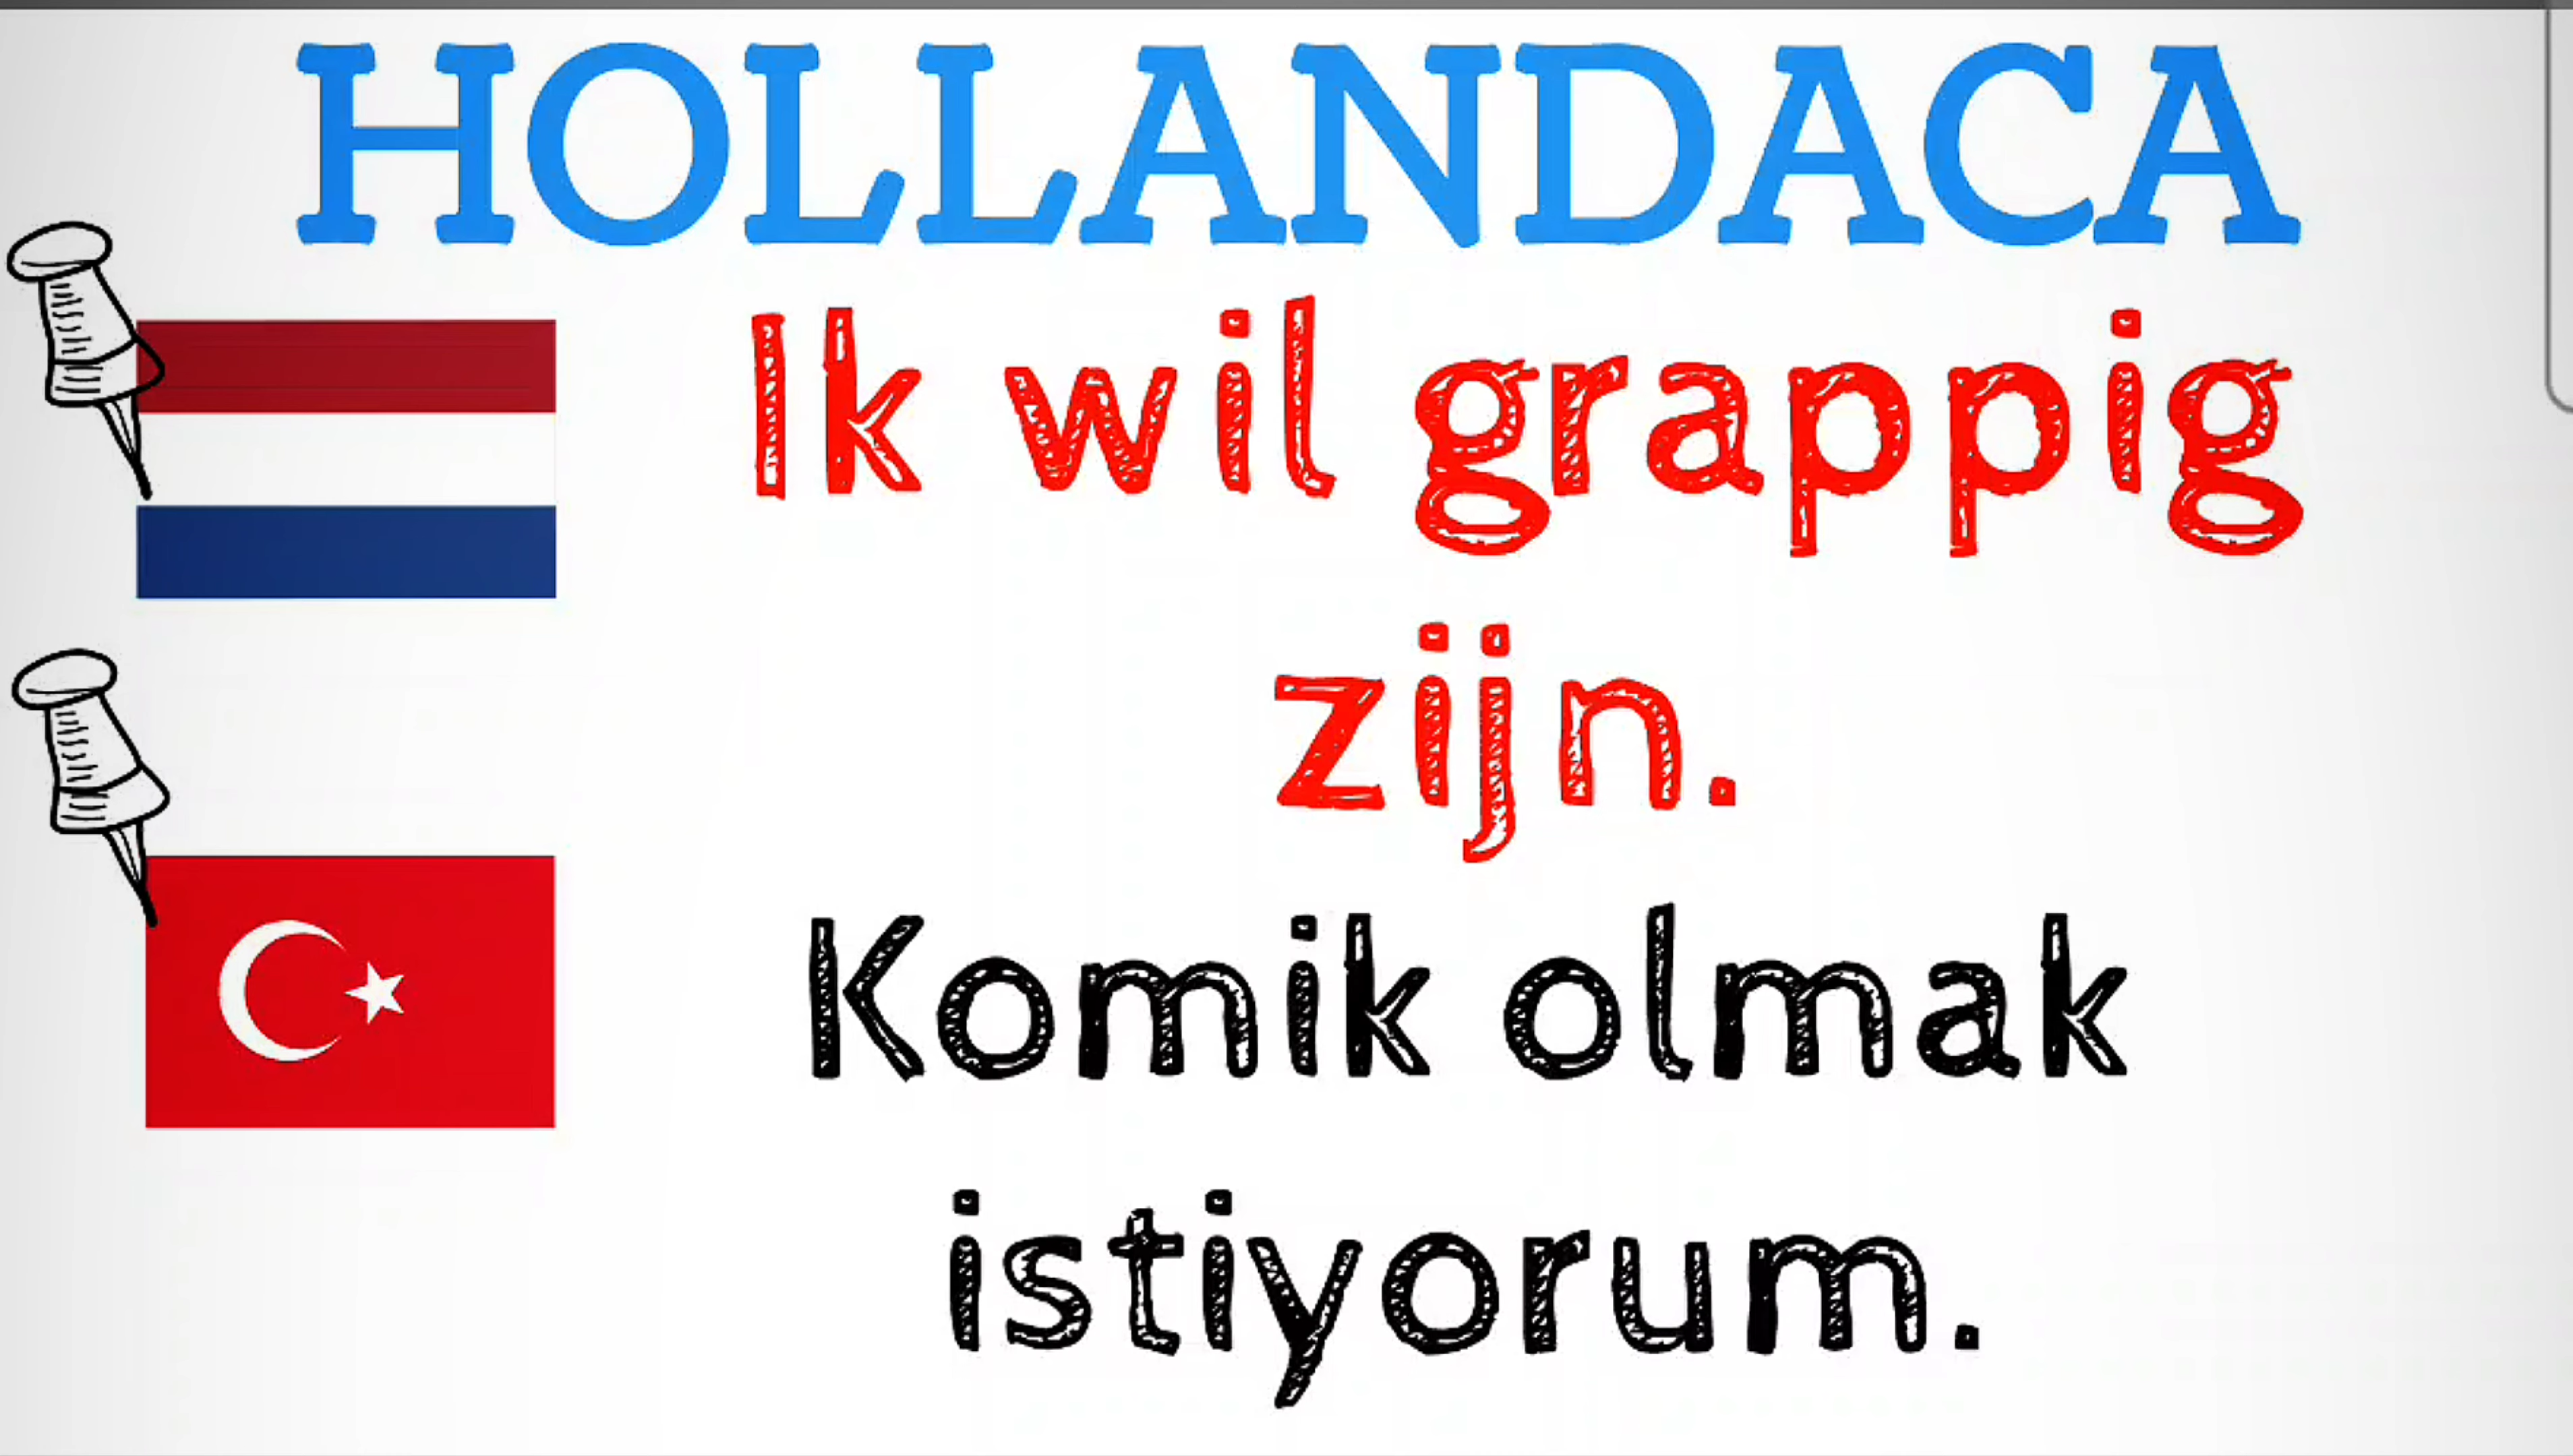 HOLLANDACA
Ik wil grappig
zijn.
Komik olmak
istiyorum.